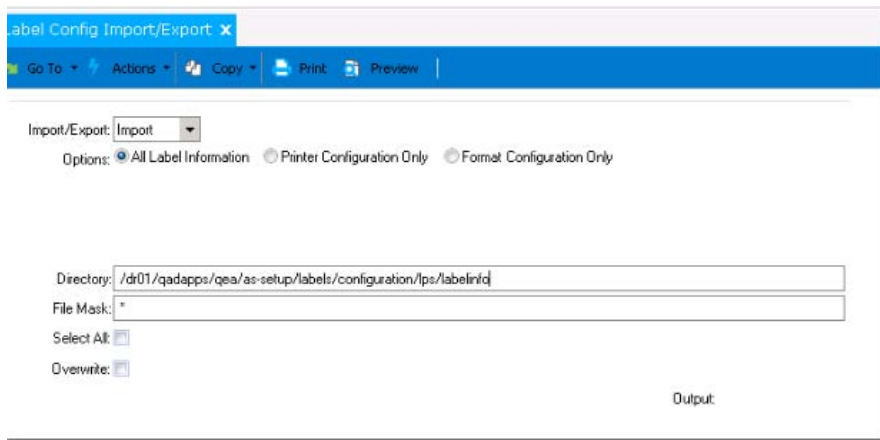 Label Config Import/Export X
Go To Actions Copy Print Preview
Import/Export: Import
Options: All Label Information Printer Configuration Only Format Configuration Only
Directory: /dr01/qadapps/qea/as-setup/labels/configuration/lps/labelinfo
File Mask: *
Select All:
Overwrite:
Output: